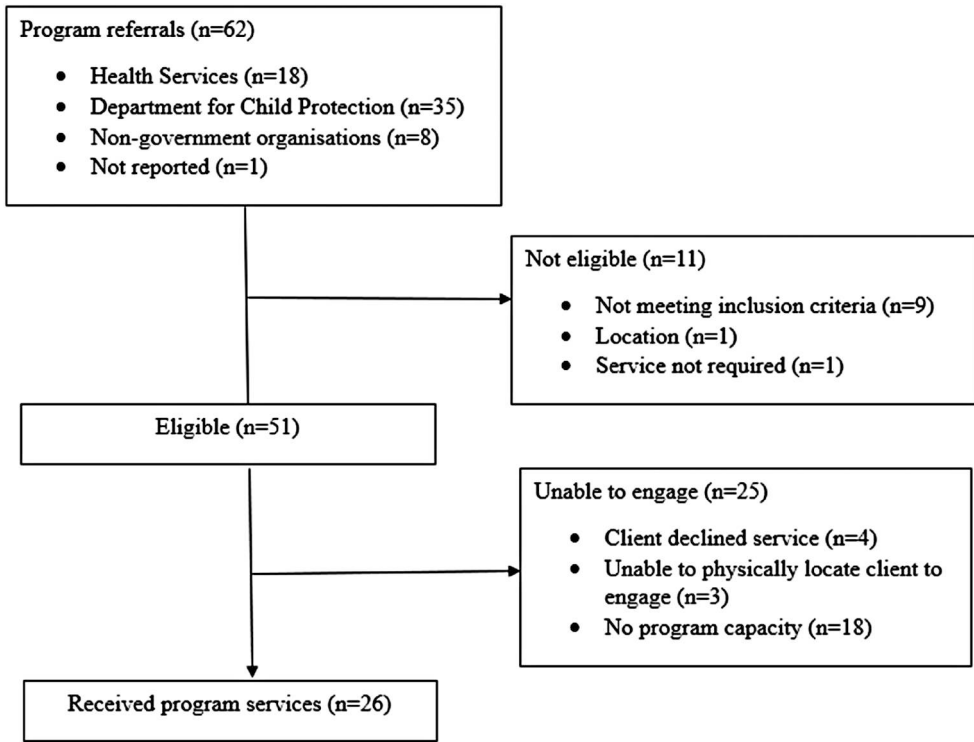 Program referrals (n=62)
• Health Services (n=18)
• Department for Child Protection (n=35)
• Non-government organisations (n=8)
• Not reported (n=1)
Not eligible (n=11)
• Not meeting inclusion criteria (n=9)
• Location (n=1)
• Service not required (n=1)
Eligible (n=51)
Unable to engage (n=25)
• Client declined service (n=4)
• Unable to physically locate client to
engage (n=3)
• No program capacity (n=18)
Received program services (n=26)